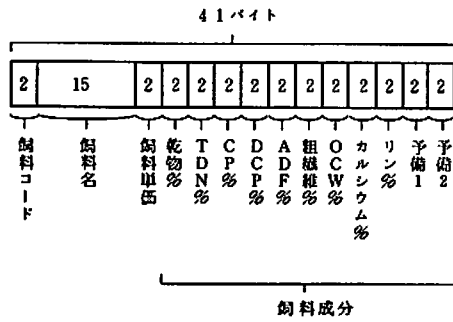 41バイト
2 15 2 2 2 2 2 2 2 2 2 2 2 2
飼料コード
飼料名
飼料単価
乾物%
TDN%
CP%
DCP%
ADF%
粗繊維%
OCW%
カルシウム%
リン%
予備1
予備2
飼料成分